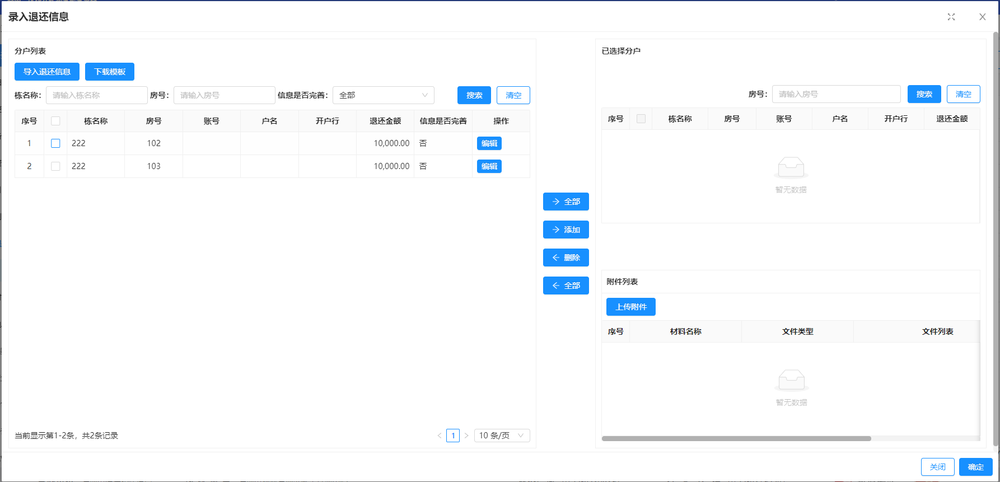 录入退还信息
分户列表
导入退还信息 下载模板
栋名称： 请输入栋名称 房号： 请输入房号 信息是否完善： 全部 搜索 清空
序号 栋名称 房号 账号 户名 开户行 退还金额 信息是否完善 操作
1 222 102 10,000.00 否 编辑
2 222 103 10,000.00 否 编辑
当前显示第1-2条，共2条记录 < 1 > 10 条/页
→ 全部
→ 添加
← 删除
← 全部
已选择分户
房号： 请输入房号 搜索 清空
序号 栋名称 房号 账号 户名 开户行 退还金额
暂无数据
附件列表
上传附件
序号 材料名称 文件类型 文件列表
暂无数据
关闭 确定